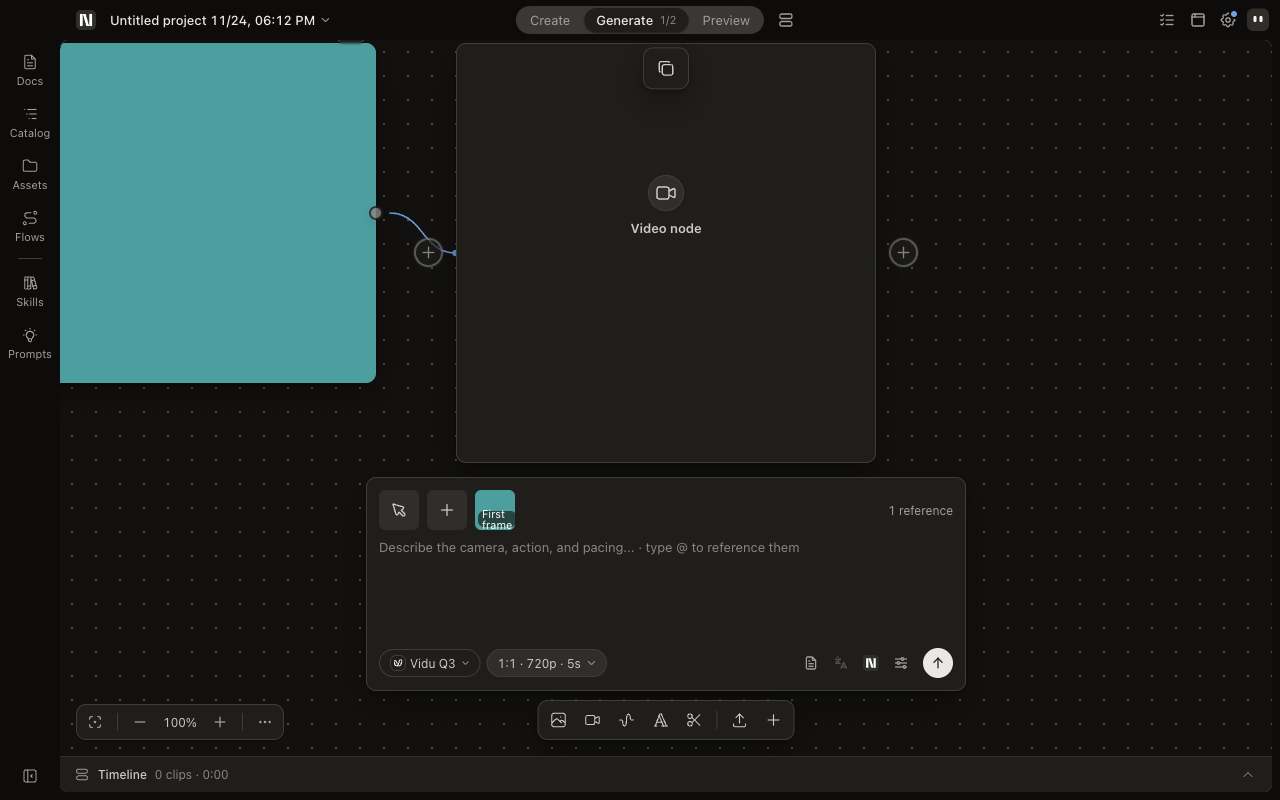 Untitled project 11/24, 06:12 PM
Create
Generate 1/2
Preview
Docs
Catalog
Assets
Flows
Skills
Prompts
Video node
First
frame
1 reference
Describe the camera, action, and pacing... · type @ to reference them
Vidu Q3
1:1 · 720p · 5s
100%
Timeline 0 clips · 0:00